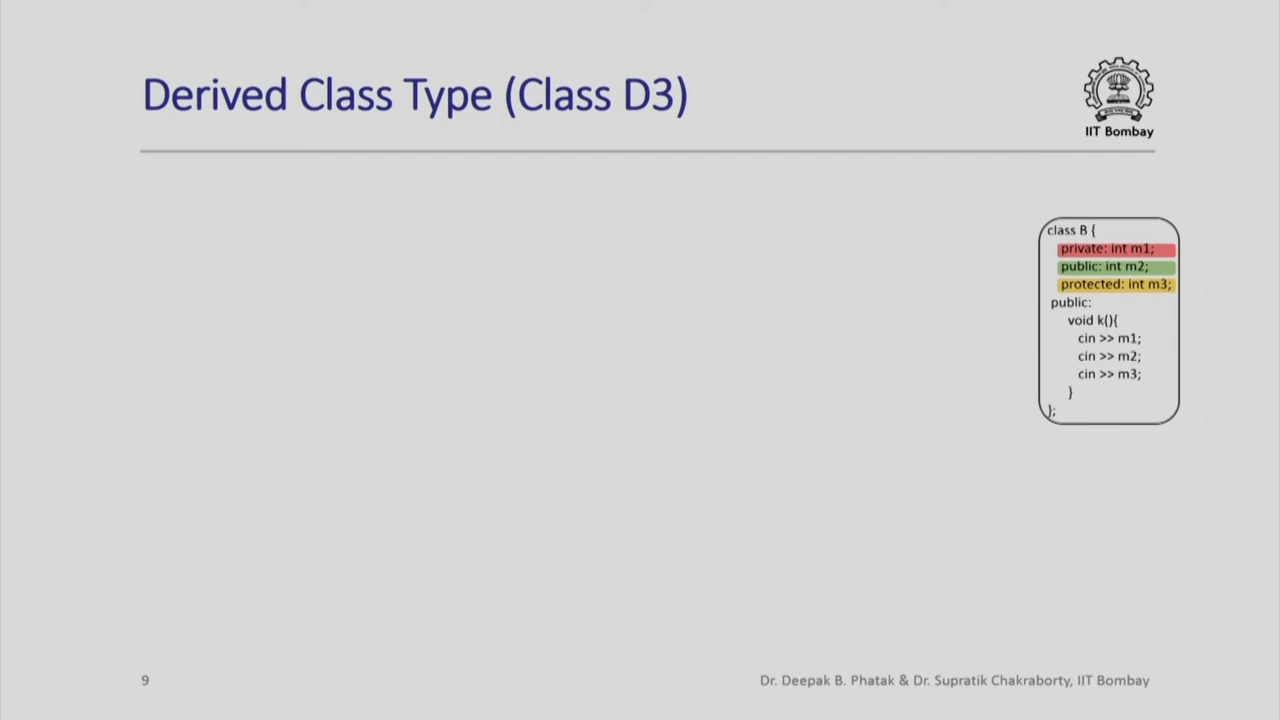 Derived Class Type (Class D3)
IIT Bombay
class B {
private: int m1;
public: int m2;
protected: int m3;
public:
void k(){
cin >> m1;
cin >> m2;
cin >> m3;
}
};
9
Dr. Deepak B. Phatak & Dr. Supratik Chakraborty, IIT Bombay